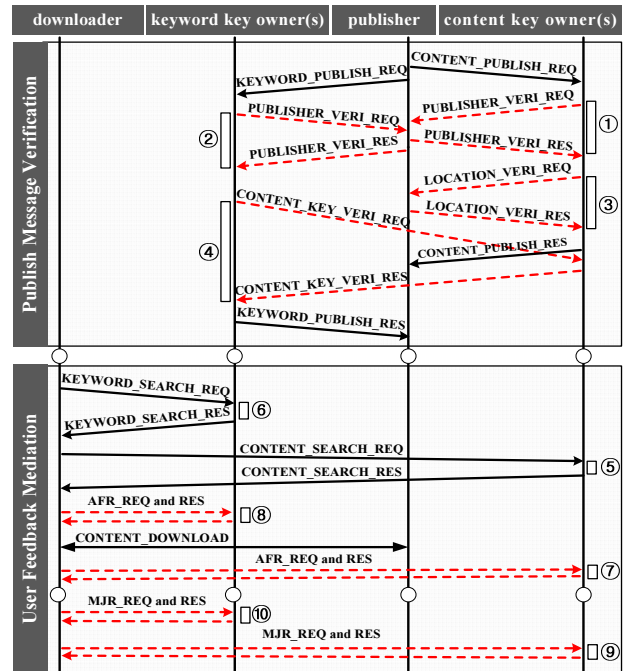 downloader keyword key owner(s) publisher content key owner(s)
Publish Message Verification
CONTENT_PUBLISH_REQ
KEYWORD_PUBLISH_REQ
PUBLISHER_VERI_REQ
①
PUBLISHER_VERI_REQ
②
PUBLISHER_VERI_RES
PUBLISHER_VERI_RES
LOCATION_VERI_REQ
③
CONTENT_KEY_VERI_REQ
LOCATION_VERI_RES
④
CONTENT_PUBLISH_RES
CONTENT_KEY_VERI_RES
KEYWORD_PUBLISH_RES
User Feedback Mediation
KEYWORD_SEARCH_REQ
⑥
KEYWORD_SEARCH_RES
CONTENT_SEARCH_REQ
⑤
CONTENT_SEARCH_RES
AFR_REQ and RES
⑧
CONTENT_DOWNLOAD
AFR_REQ and RES
⑦
MJR_REQ and RES
⑩
MJR_REQ and RES
⑨